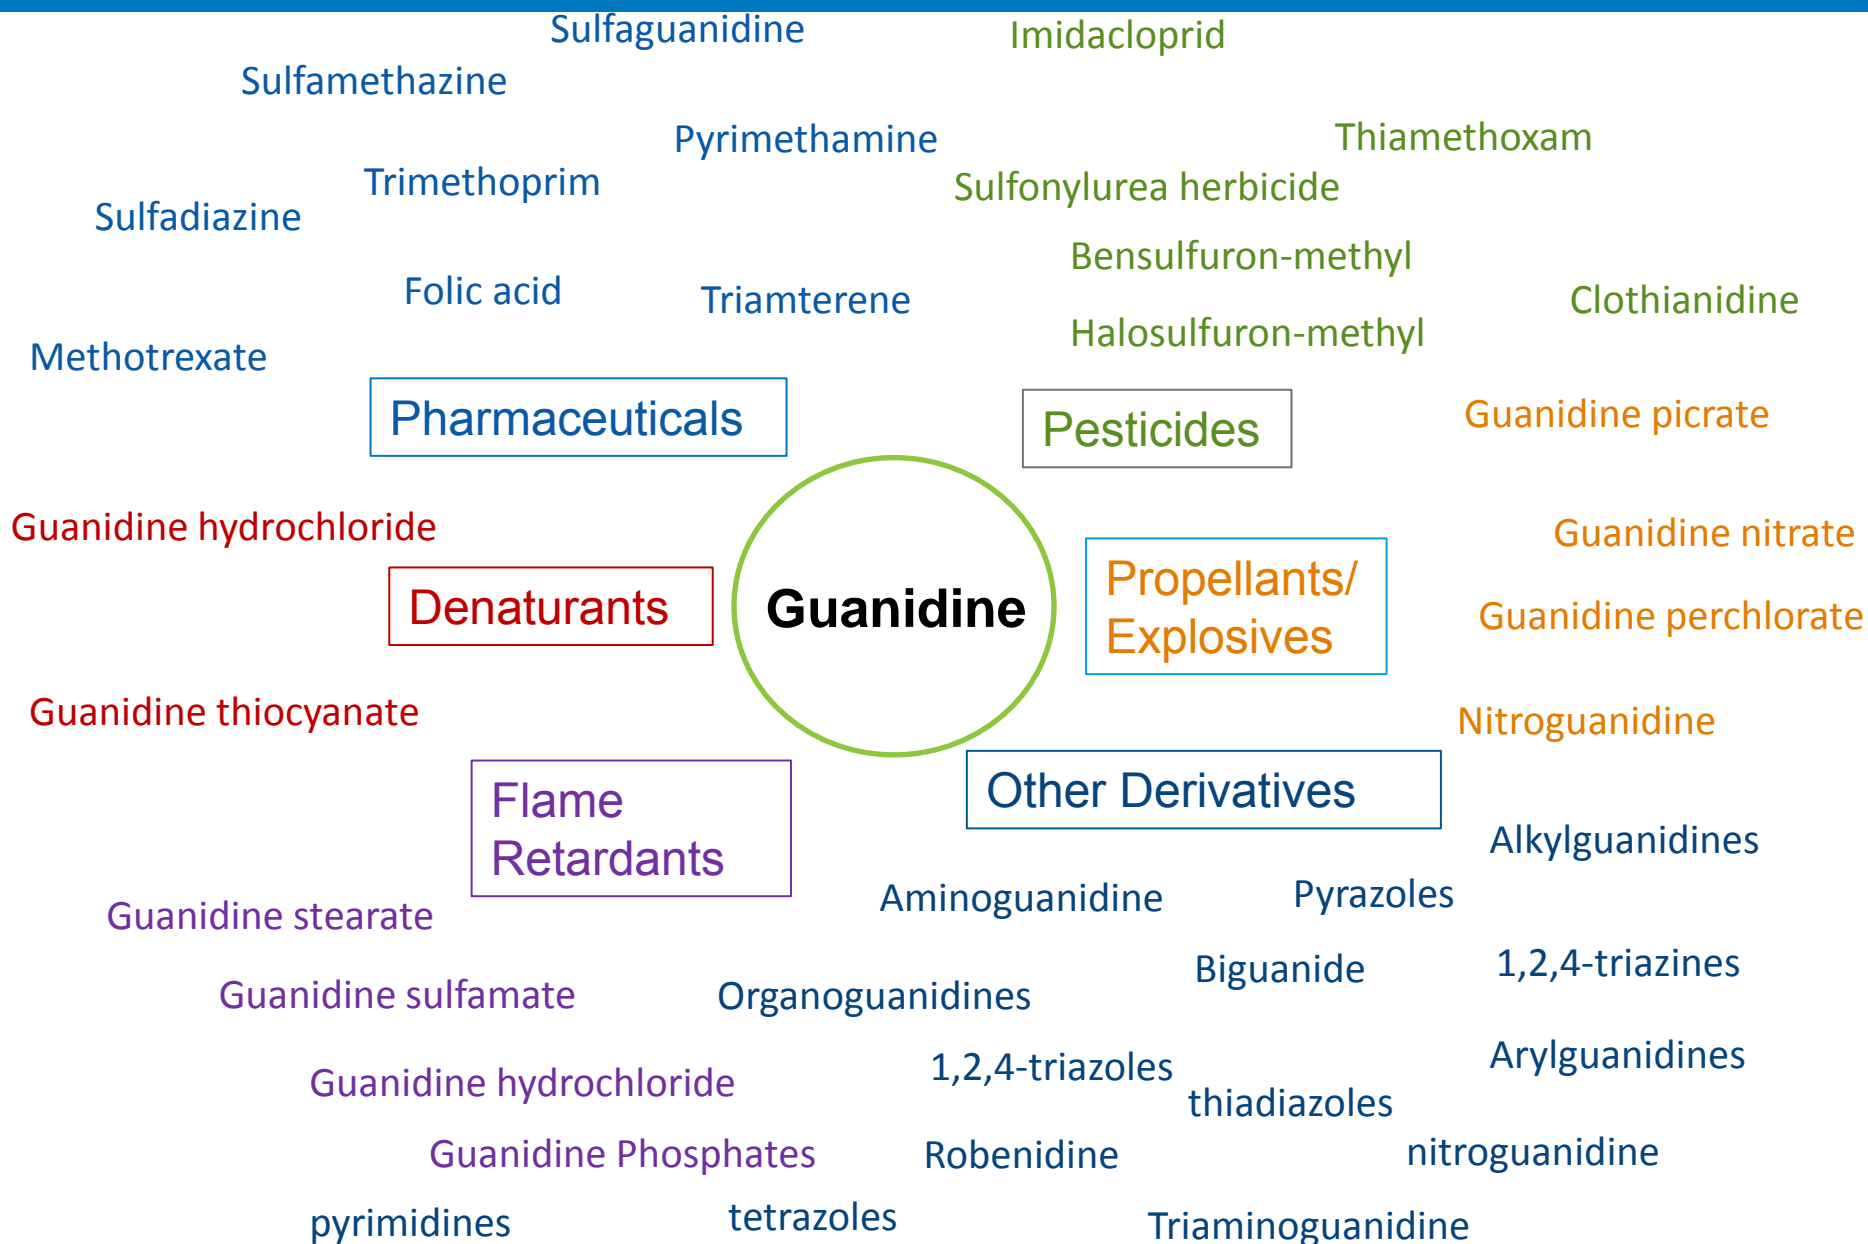 Sulfaguanidine
Imidacloprid
Sulfamethazine
Pyrimethamine
Thiamethoxam
Trimethoprim
Sulfonylurea herbicide
Sulfadiazine
Bensulfuron-methyl
Folic acid
Triamterene
Clothianidine
Halosulfuron-methyl
Methotrexate
Pharmaceuticals
Pesticides
Guanidine picrate
Guanidine hydrochloride
Guanidine nitrate
Denaturants
Guanidine
Propellants/
Explosives
Guanidine perchlorate
Guanidine thiocyanate
Nitroguanidine
Flame
Retardants
Other Derivatives
Alkylguanidines
Guanidine stearate
Aminoguanidine
Pyrazoles
Guanidine sulfamate
Organoguanidines
Biguanide
1,2,4-triazines
Guanidine hydrochloride
1,2,4-triazoles
thiadiazoles
Arylguanidines
Guanidine Phosphates
Robenidine
nitroguanidine
pyrimidines
tetrazoles
Triaminoguanidine